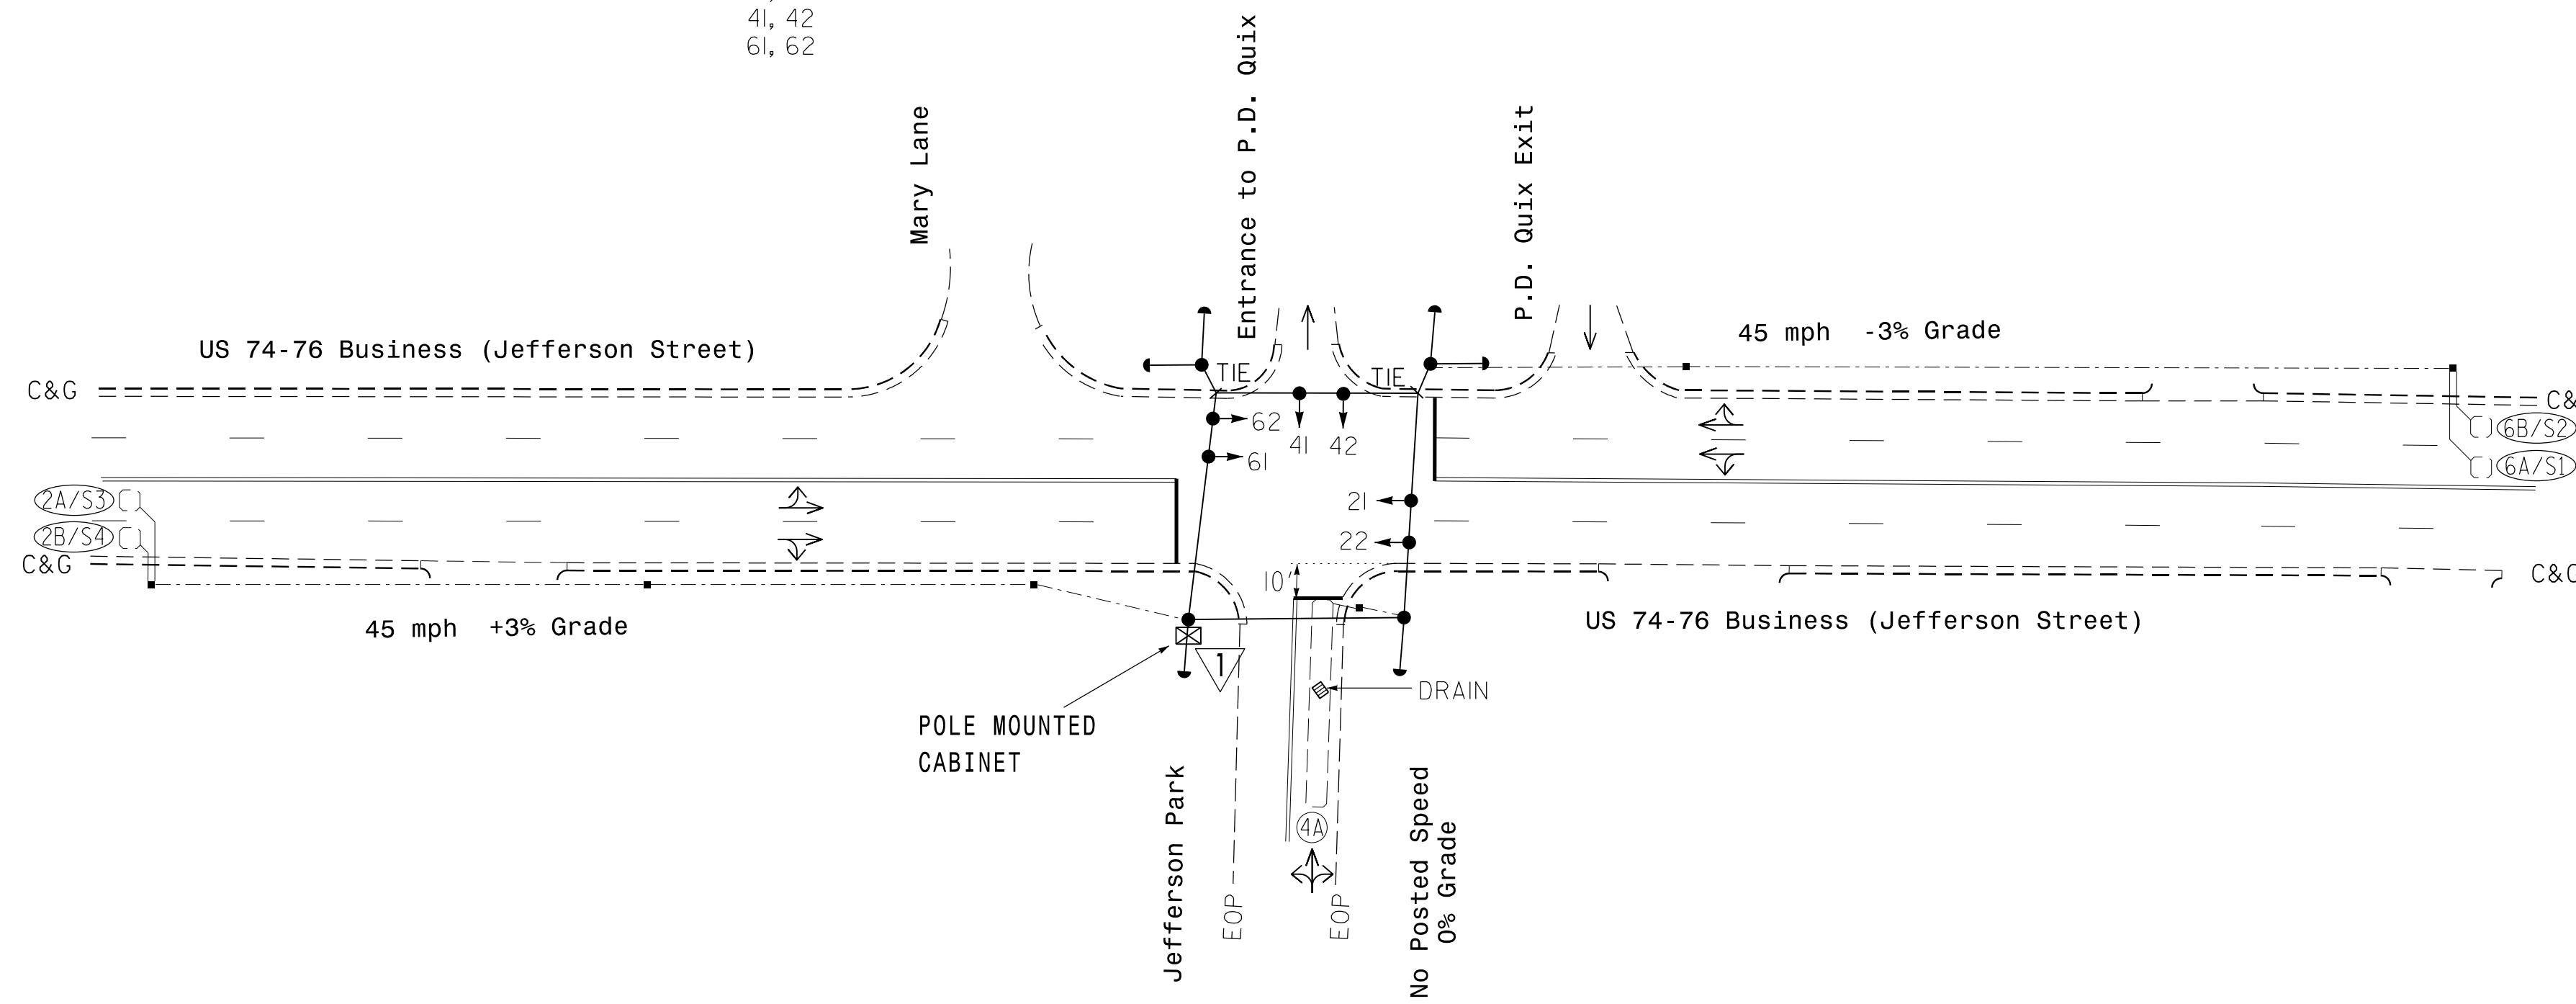 41, 42
61, 62
Mary Lane
Entrance to P.D. Quix
P.D. Quix Exit
US 74-76 Business (Jefferson Street)
45 mph -3% Grade
C&G
TIE
TIE
62
41
42
61
6B/S2
6A/S1
2A/S3
2B/S4
21
22
C&G
10'
45 mph +3% Grade
US 74-76 Business (Jefferson Street)
1
DRAIN
POLE MOUNTED
CABINET
Jefferson Park
4A
EOP
EOP
No Posted Speed
0% Grade